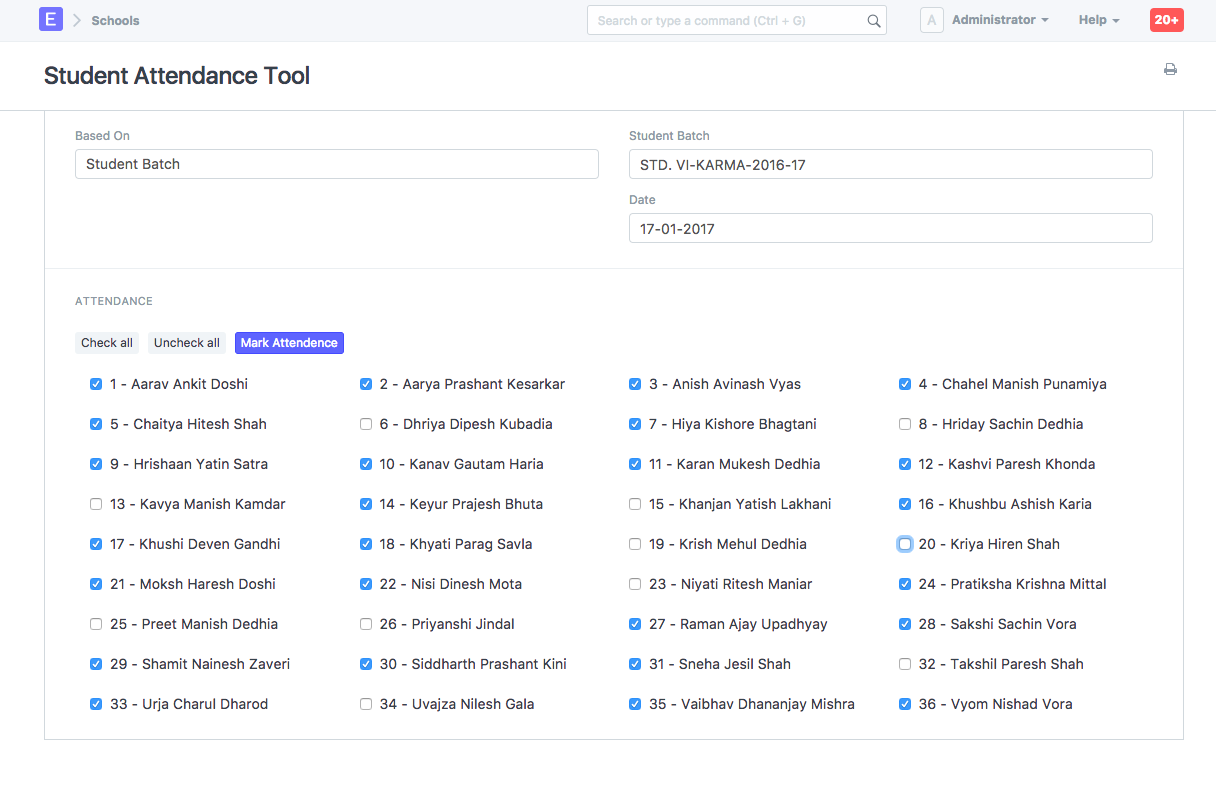 E Schools Search or type a command (Ctrl + G) A Administrator Help 20+
Student Attendance Tool
Based On Student Batch
Student Batch STD. VI-KARMA-2016-17
Date
17-01-2017
ATTENDANCE
Check all Uncheck all Mark Attendence
1 - Aarav Ankit Doshi 2 - Aarya Prashant Kesarkar 3 - Anish Avinash Vyas 4 - Chahel Manish Punamiya
5 - Chaitya Hitesh Shah 6 - Dhriya Dipesh Kubadia 7 - Hiya Kishore Bhagtani 8 - Hriday Sachin Dedhia
9 - Hrishaan Yatin Satra 10 - Kanav Gautam Haria 11 - Karan Mukesh Dedhia 12 - Kashvi Paresh Khonda
13 - Kavya Manish Kamdar 14 - Keyur Prajesh Bhuta 15 - Khanjan Yatish Lakhani 16 - Khushbu Ashish Karia
17 - Khushi Deven Gandhi 18 - Khyati Parag Savla 19 - Krish Mehul Dedhia 20 - Kriya Hiren Shah
21 - Moksh Haresh Doshi 22 - Nisi Dinesh Mota 23 - Niyati Ritesh Maniar 24 - Pratiksha Krishna Mittal
25 - Preet Manish Dedhia 26 - Priyanshi Jindal 27 - Raman Ajay Upadhyay 28 - Sakshi Sachin Vora
29 - Shamit Nainesh Zaveri 30 - Siddharth Prashant Kini 31 - Sneha Jesil Shah 32 - Takshil Paresh Shah
33 - Urja Charul Dharod 34 - Uvajza Nilesh Gala 35 - Vaibhav Dhananjay Mishra 36 - Vyom Nishad Vora